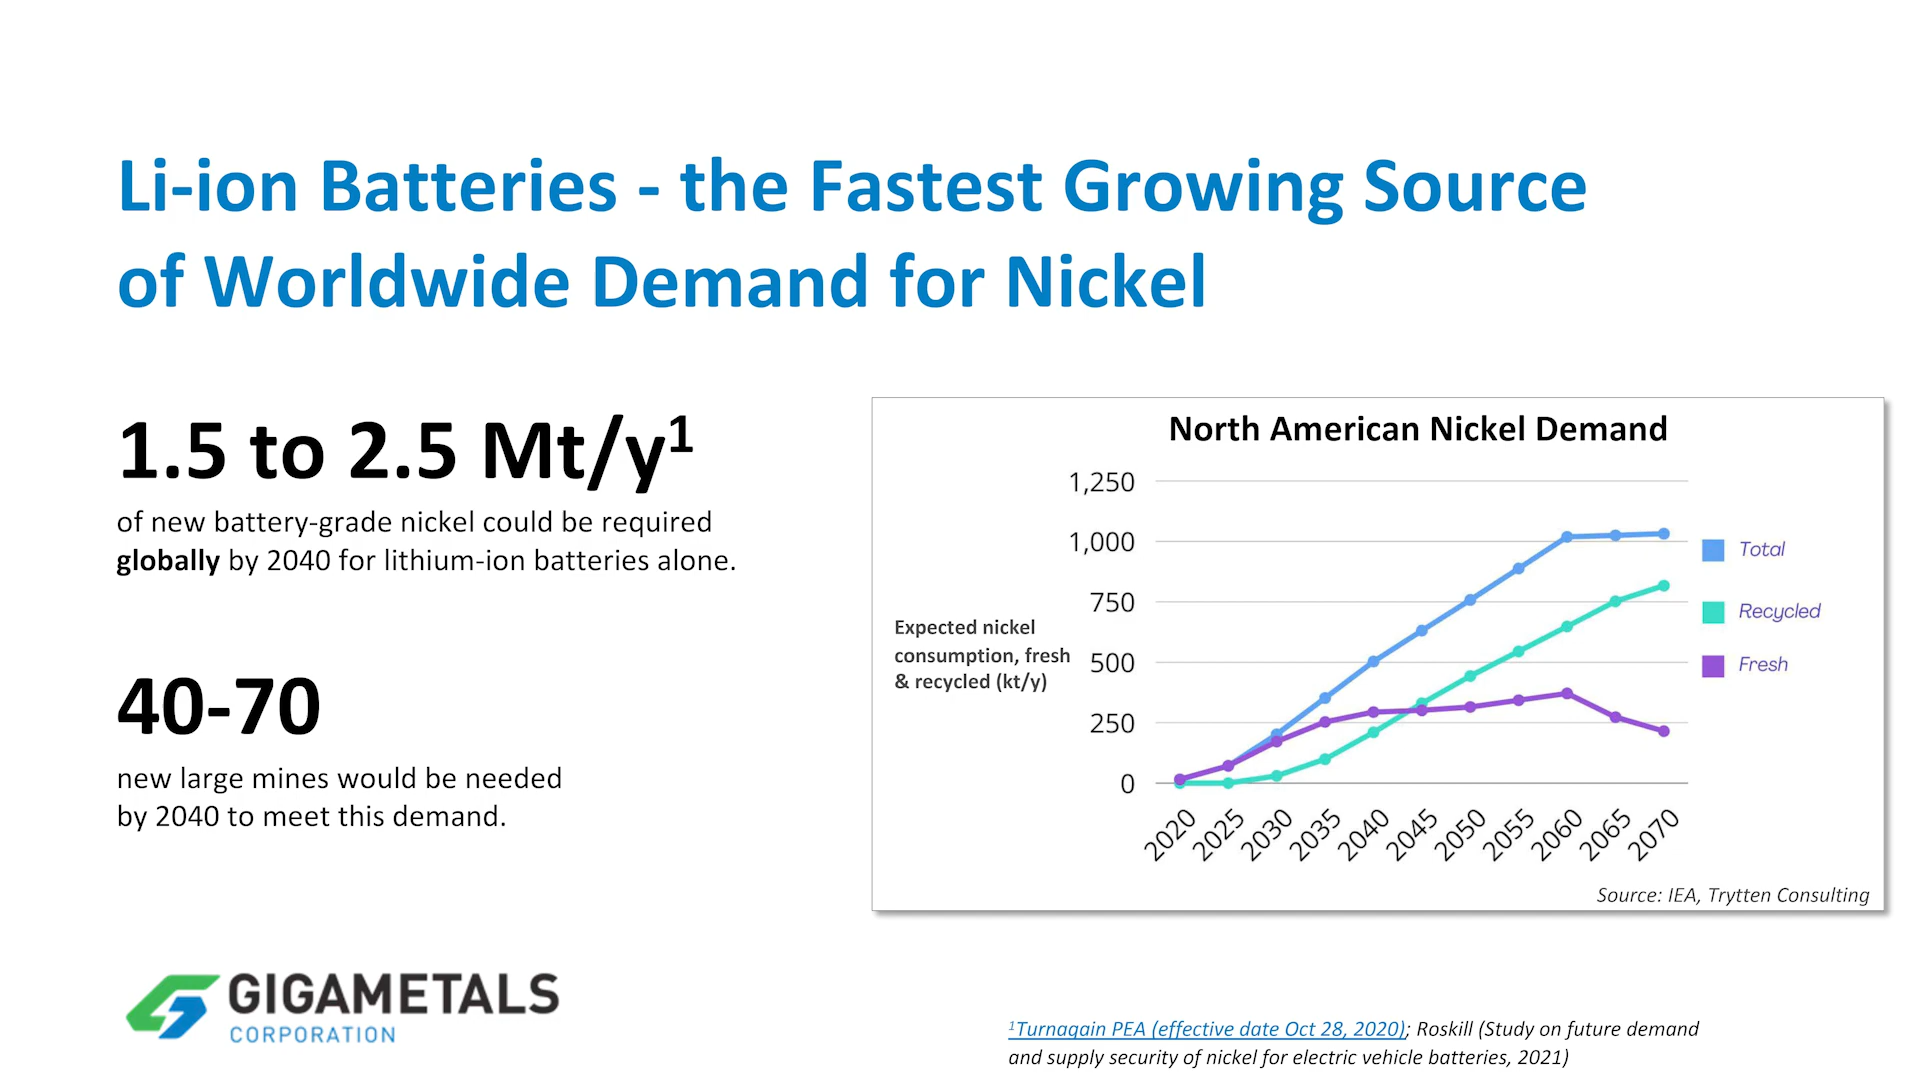 Li-ion Batteries - the Fastest Growing Source
of Worldwide Demand for Nickel
1.5 to 2.5 Mt/y¹
of new battery-grade nickel could be required
globally by 2040 for lithium-ion batteries alone.
40-70
new large mines would be needed
by 2040 to meet this demand.
North American Nickel Demand
Expected nickel
consumption, fresh
& recycled (kt/y)
1,250
1,000
750
500
250
0
2020
2025
2030
2035
2040
2045
2050
2055
2060
2065
2070
Total
Recycled
Fresh
Source: IEA, Trytten Consulting
GIGAMETALS
CORPORATION
¹Turnagain PEA (effective date Oct 28, 2020); Roskill (Study on future demand
and supply security of nickel for electric vehicle batteries, 2021)